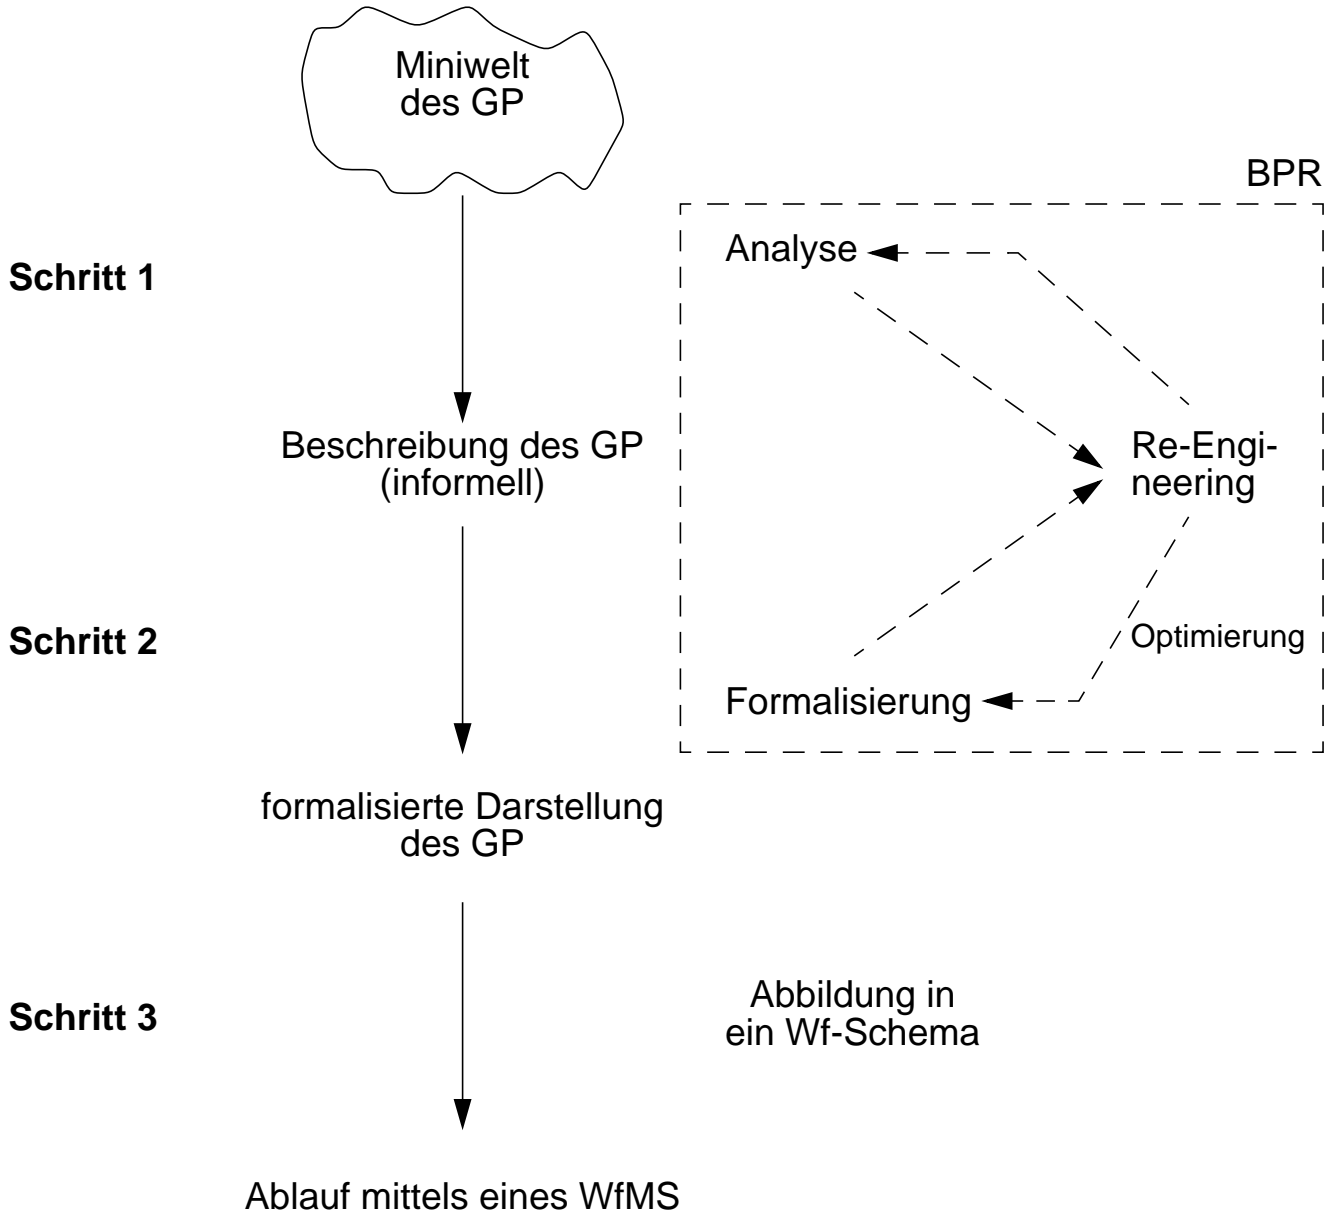 Miniwelt
des GP
BPR
Analyse
Schritt 1
Beschreibung des GP
(informell)
Re-Engi-
neering
Schritt 2
Optimierung
Formalisierung
formalisierte Darstellung
des GP
Schritt 3
Abbildung in
ein Wf-Schema
Ablauf mittels eines WfMS